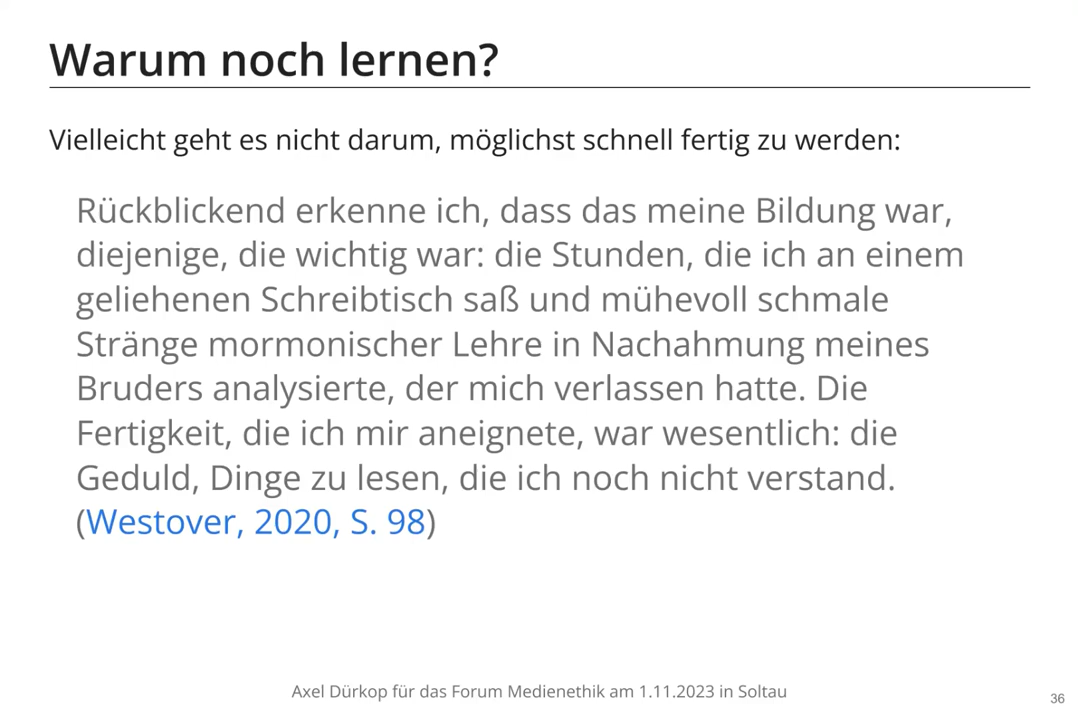 Warum noch lernen?
Vielleicht geht es nicht darum, möglichst schnell fertig zu werden:
Rückblickend erkenne ich, dass das meine Bildung war,
diejenige, die wichtig war: die Stunden, die ich an einem
geliehenen Schreibtisch saß und mühevoll schmale
Stränge mormonischer Lehre in Nachahmung meines
Bruders analysierte, der mich verlassen hatte. Die
Fertigkeit, die ich mir aneignete, war wesentlich: die
Geduld, Dinge zu lesen, die ich noch nicht verstand.
(Westover, 2020, S. 98)
Axel Dürkop für das Forum Medienethik am 1.11.2023 in Soltau
36